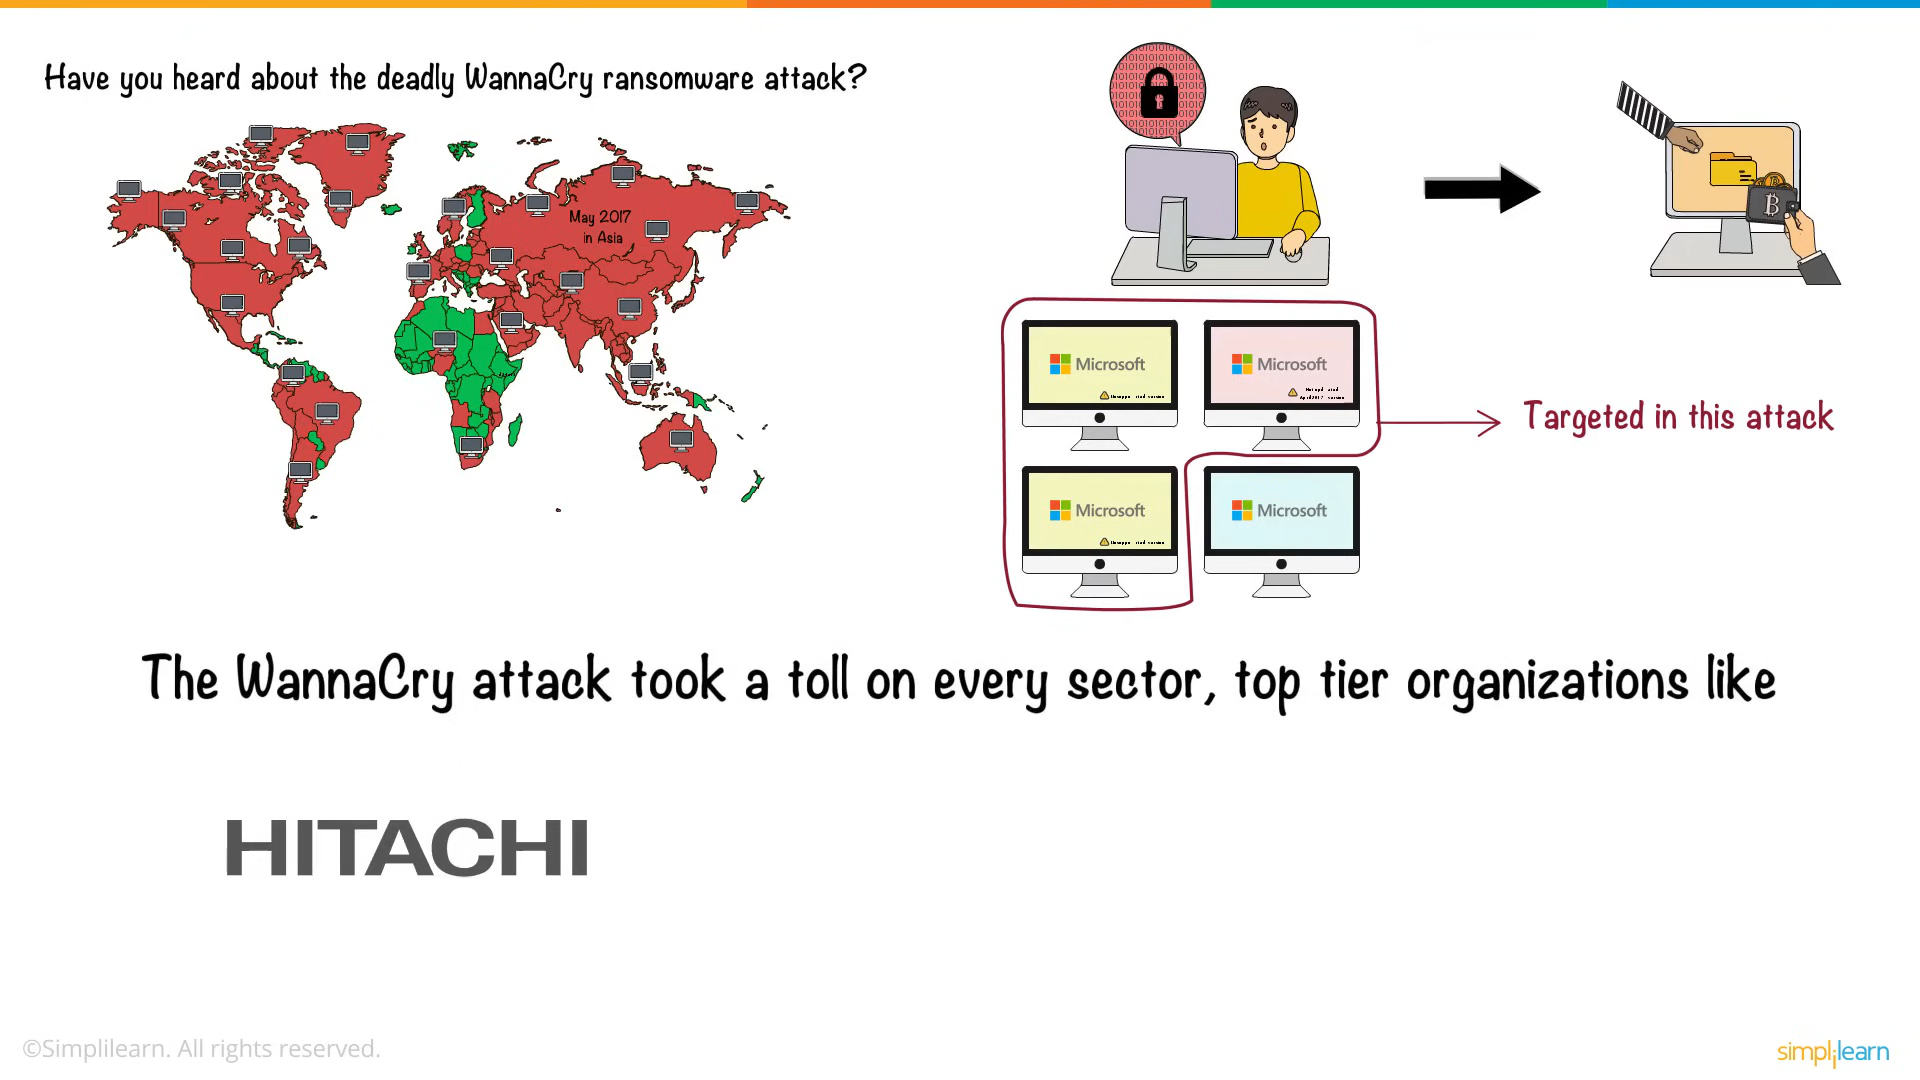 Have you heard about the deadly WannaCry ransomware attack?
May 2017
in Asia
Microsoft
Microsoft
Targeted in this attack
Microsoft
Microsoft
The WannaCry attack took a toll on every sector, top tier organizations like
HITACHI
©Simplilearn. All rights reserved.
simplilearn